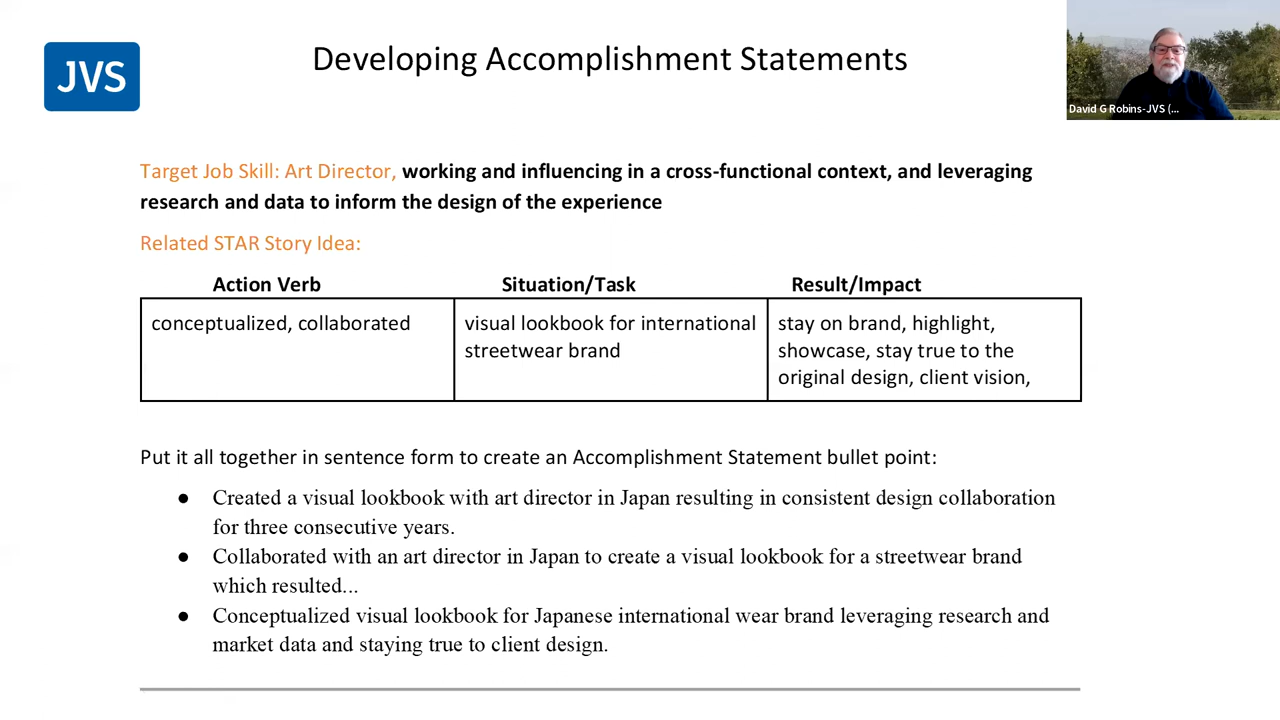 JVS
Developing Accomplishment Statements
David G Robins-JVS (...
Target Job Skill: Art Director, working and influencing in a cross-functional context, and leveraging
research and data to inform the design of the experience
Related STAR Story Idea:
Action Verb Situation/Task Result/Impact
conceptualized, collaborated
visual lookbook for international
streetwear brand
stay on brand, highlight,
showcase, stay true to the
original design, client vision,
Put it all together in sentence form to create an Accomplishment Statement bullet point:
● Created a visual lookbook with art director in Japan resulting in consistent design collaboration
for three consecutive years.
● Collaborated with an art director in Japan to create a visual lookbook for a streetwear brand
which resulted...
● Conceptualized visual lookbook for Japanese international wear brand leveraging research and
market data and staying true to client design.